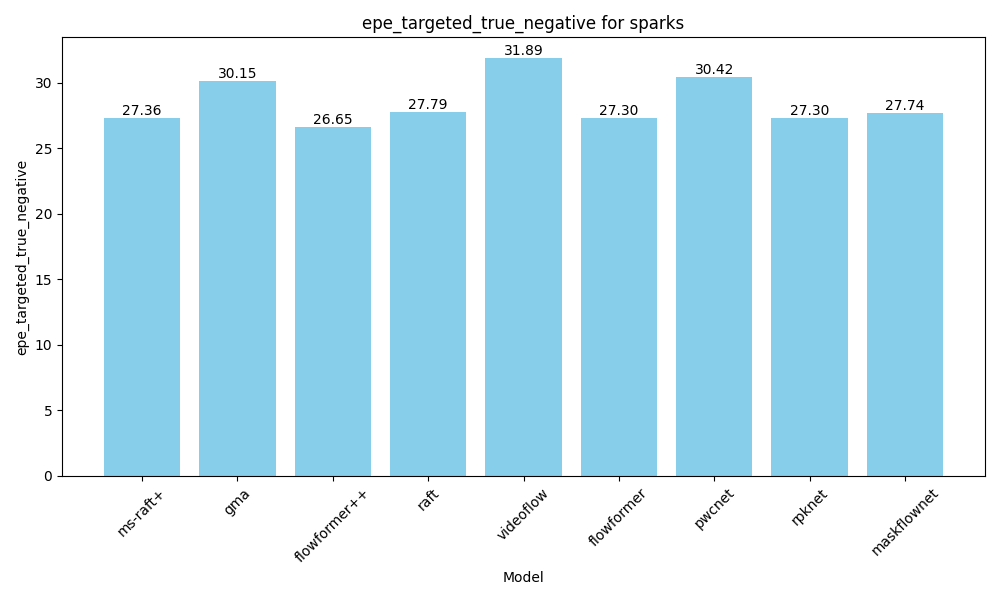 epe_targeted_true_negative for sparks
epe_targeted_true_negative
30
25
20
15
10
5
0
27.36
30.15
26.65
27.79
31.89
27.30
30.42
27.30
27.74
ms-raft+
gma
flowformer++
raft
videoflow
flowformer
pwcnet
rpknet
maskflownet
Model